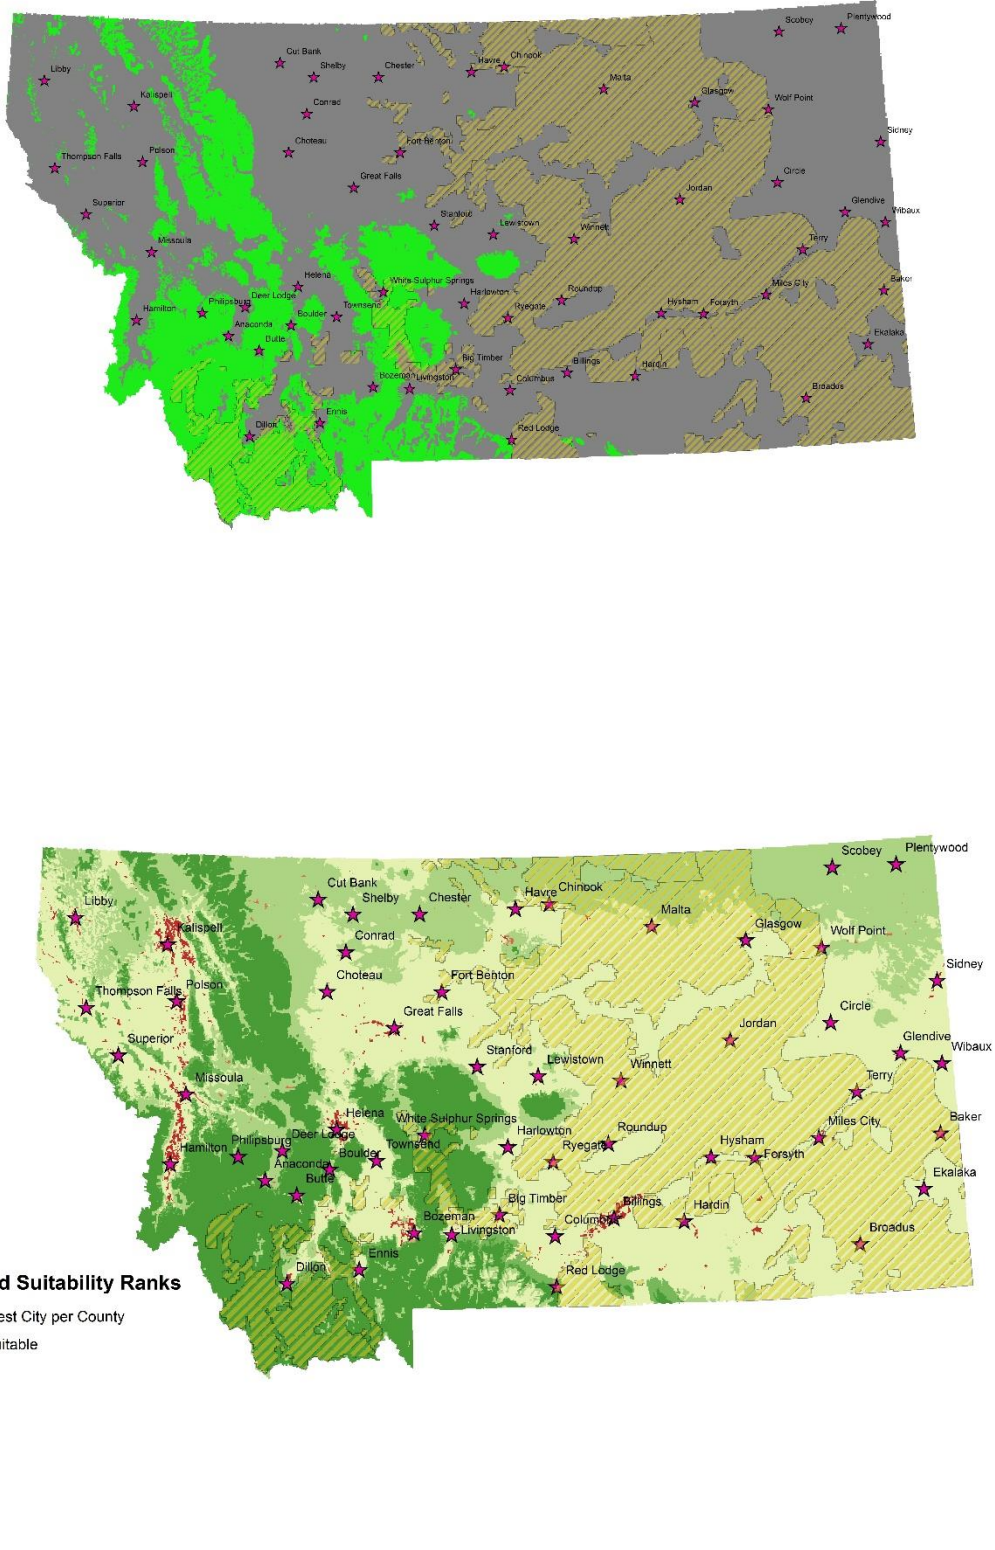 Scobey
Plentywood
Cut Bank
Havre
Chinook
Libby
Shelby
Chester
Malta
Kalispell
Glasgow
Wolf Point
Conrad
Sidney
Choteau
Fort Benton
Thompson Falls
Polson
Circle
Great Falls
Jordan
Superior
Glendive
Wibaux
Stanford
Lewistown
Winnett
Missoula
Terry
Helena
White Sulphur Springs
Miles City
Baker
Philipsburg
Deer Lodge
Townsend
Harlowton
Roundup
Hamilton
Boulder
Ryegate
Hysham
Forsyth
Anaconda
Ekalaka
Butte
Big Timber
Billings
Hardin
Bozeman
Livingston
Columbus
Broadus
Dillon
Ennis
Red Lodge
Scobey
Plentywood
Cut Bank
Havre
Chinook
Libby
Shelby
Chester
Malta
Kalispell
Glasgow
Wolf Point
Conrad
Sidney
Choteau
Fort Benton
Thompson Falls
Polson
Circle
Great Falls
Jordan
Superior
Glendive
Wibaux
Stanford
Lewistown
Winnett
Missoula
Terry
Helena
White Sulphur Springs
Miles City
Baker
Philipsburg
Deer Lodge
Townsend
Harlowton
Roundup
Hamilton
Boulder
Ryegate
Hysham
Forsyth
Anaconda
Ekalaka
Butte
Big Timber
Billings
Hardin
Bozeman
Livingston
Columbus
Broadus
Dillon
Ennis
Red Lodge
d Suitability Ranks
est City per County
itable